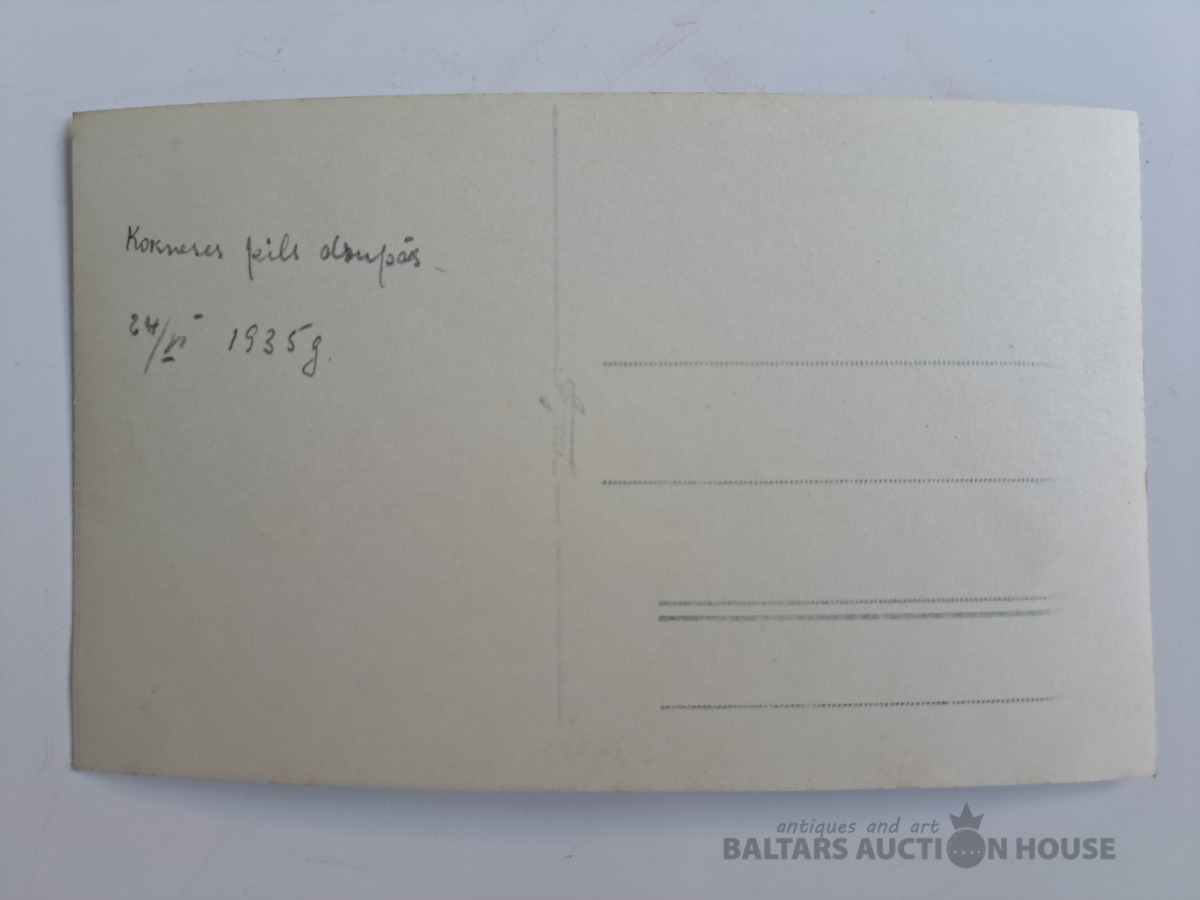 Kokneses pils drupās.
24/VI 1935 g.
antiques and art
BALTARS AUCTION HOUSE